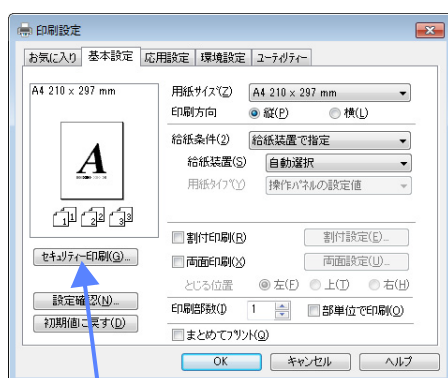 印刷設定
お気に入り 基本設定 応用設定 環境設定 ユーティリティー
A4 210 x 297 mm
A
1 1 2 2 3 3
セキュリティー印刷(G)...
設定確認(N)...
初期値に戻す(D)
用紙サイズ(Z) A4 210 x 297 mm
印刷方向 縦(P) 横(L)
給紙条件(2) 給紙装置で指定
給紙装置(S) 自動選択
用紙タイプ(Y) 操作パネルの設定値
割付印刷(R) 割付設定(E)...
両面印刷(X) 両面設定(U)...
とじる位置 左(F) 上(T) 右(H)
印刷部数(I) 1 部単位で印刷(O)
まとめてプリント(Q)
OK キャンセル ヘルプ